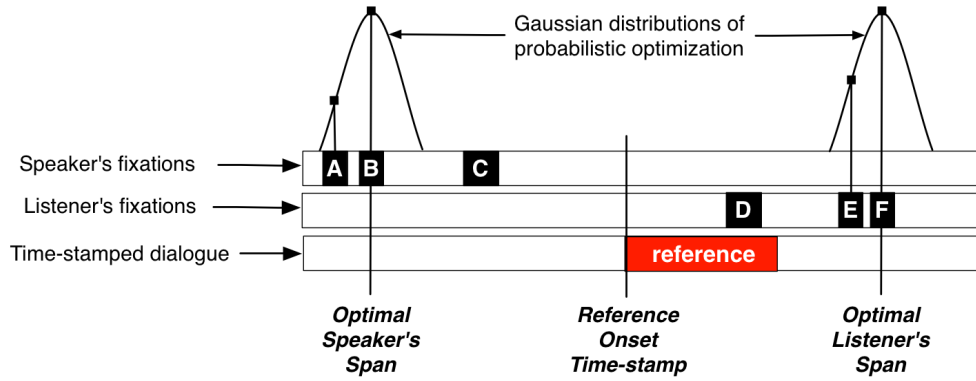 Gaussian distributions of
probabilistic optimization
Speaker's fixations
A B C
Listener's fixations
D E F
Time-stamped dialogue
reference
Optimal
Speaker's
Span
Reference
Onset
Time-stamp
Optimal
Listener's
Span